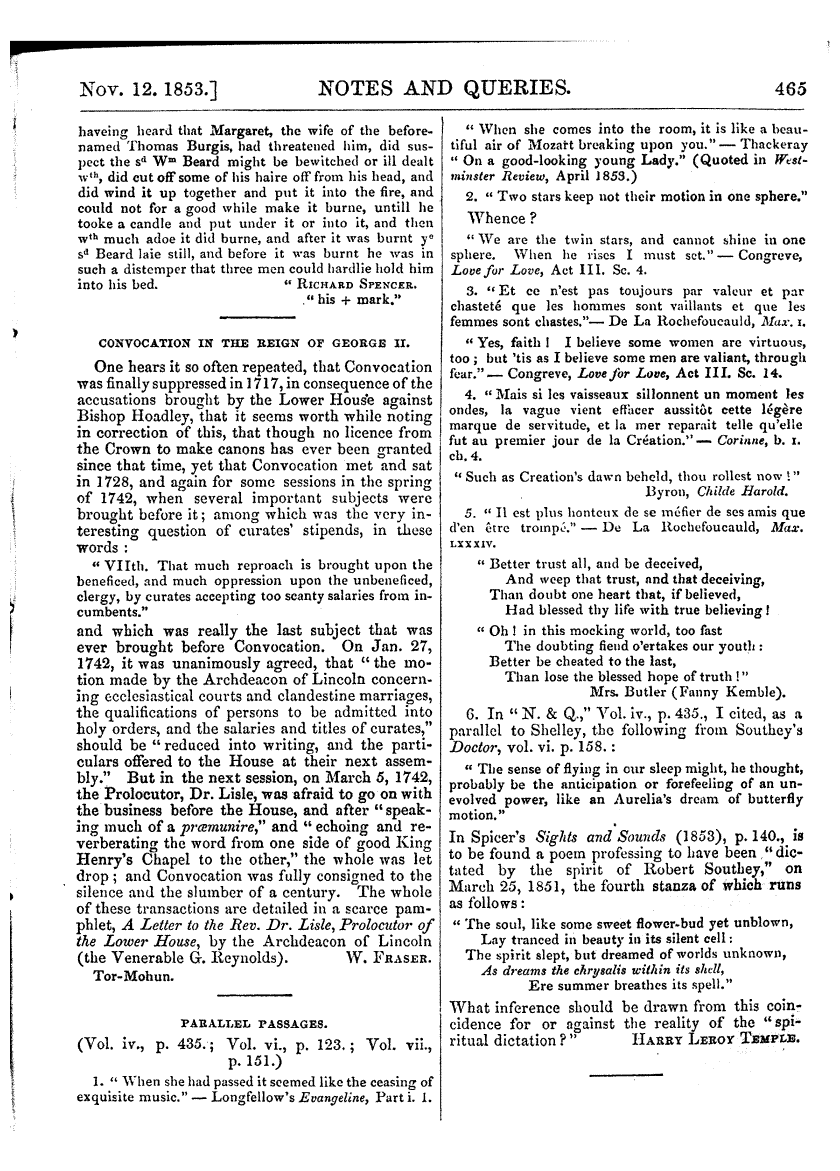 Nov. 12. 1853.] NOTES AND QUERIES. 465
haveing heard that Margaret, the wife of the before-
named Thomas Burgis, had threatened him, did sus-
pect the sd Wm Beard might be bewitched or ill dealt
wth, did cut off some of his haire off from his head, and
did wind it up together and put it into the fire, and
could not for a good while make it burne, untill he
tooke a candle and put under it or into it, and then
wth much adoe it did burne, and after it was burnt ye
sd Beard laie still, and before it was burnt he was in
such a distemper that three men could hardlie hold him
into his bed. “ RICHARD SPENCER.
“ his + mark.”
CONVOCATION IN THE REIGN OF GEORGE II.
One hears it so often repeated, that Convocation
was finally suppressed in 1717, in consequence of the
accusations brought by the Lower House against
Bishop Hoadley, that it seems worth while noting
in correction of this, that though no licence from
the Crown to make canons has ever been granted
since that time, yet that Convocation met and sat
in 1728, and again for some sessions in the spring
of 1742, when several important subjects were
brought before it; among which was the very in-
teresting question of curates' stipends, in these
words :
“ VIIth. That much reproach is brought upon the
beneficed, and much oppression upon the unbeneficed,
clergy, by curates accepting too scanty salaries from in-
cumbents.”
and which was really the last subject that was
ever brought before Convocation. On Jan. 27,
1742, it was unanimously agreed, that “ the mo-
tion made by the Archdeacon of Lincoln concern-
ing ecclesiastical courts and clandestine marriages,
the qualifications of persons to be admitted into
holy orders, and the salaries and titles of curates,”
should be “ reduced into writing, and the parti-
culars offered to the House at their next assem-
bly.” But in the next session, on March 5, 1742,
the Prolocutor, Dr. Lisle, was afraid to go on with
the business before the House, and after “ speak-
ing much of a præmunire,” and “ echoing and re-
verberating the word from one side of good King
Henry's Chapel to the other,” the whole was let
drop ; and Convocation was fully consigned to the
silence and the slumber of a century. The whole
of these transactions are detailed in a scarce pam-
phlet, A Letter to the Rev. Dr. Lisle, Prolocutor of
the Lower House, by the Archdeacon of Lincoln
(the Venerable G. Reynolds). W. FRASER.
Tor-Mohun.
PARALLEL PASSAGES.
(Vol. iv., p. 435.; Vol. vi., p. 123.; Vol. vii.,
p. 151.)
1. “ When she had passed it seemed like the ceasing of
exquisite music.” — Longfellow's Evangeline, Part i. 1.
“ When she comes into the room, it is like a beau-
tiful air of Mozart breaking upon you.” — Thackeray
“ On a good-looking young Lady.” (Quoted in West-
minster Review, April 1853.)
2. “ Two stars keep not their motion in one sphere.”
Whence ?
“ We are the twin stars, and cannot shine in one
sphere. When he rises I must set.” — Congreve,
Love for Love, Act III. Sc. 4.
3. “ Et ce n'est pas toujours par valeur et par
chasteté que les hommes sont vaillants et que les
femmes sont chastes.”— De La Rochefoucauld, Max. I.
“ Yes, faith ! I believe some women are virtuous,
too ; but 'tis as I believe some men are valiant, through
fear.” — Congreve, Love for Love, Act III. Sc. 14.
4. “ Mais si les vaisseaux sillonnent un moment les
ondes, la vague vient effacer aussitôt cette légère
marque de servitude, et la mer reparait telle qu'elle
fut au premier jour de la Création.” — Corinne, b. I.
ch. 4.
“ Such as Creation's dawn beheld, thou rollest now !”
Byron, Childe Harold.
5. “ Il est plus honteux de se méfier de ses amis que
d'en être trompé.” — De La Rochefoucauld, Max.
LXXXIV.
“ Better trust all, and be deceived,
And weep that trust, and that deceiving,
Than doubt one heart that, if believed,
Had blessed thy life with true believing !
“ Oh ! in this mocking world, too fast
The doubting fiend o'ertakes our youth :
Better be cheated to the last,
Than lose the blessed hope of truth !”
Mrs. Butler (Fanny Kemble).
6. In “ N. & Q.,” Vol. iv., p. 435., I cited, as a
parallel to Shelley, the following from Southey's
Doctor, vol. vi. p. 158. :
“ The sense of flying in our sleep might, he thought,
probably be the anticipation or forefeeling of an un-
evolved power, like an Aurelia's dream of butterfly
motion.”
In Spicer's Sights and Sounds (1853), p. 140., is
to be found a poem professing to have been “ dic-
tated by the spirit of Robert Southey,” on
March 25, 1851, the fourth stanza of which runs
as follows :
“ The soul, like some sweet flower-bud yet unblown,
Lay tranced in beauty in its silent cell :
The spirit slept, but dreamed of worlds unknown,
As dreams the chrysalis within its shell,
Ere summer breathes its spell.”
What inference should be drawn from this coin-
cidence for or against the reality of the “ spi-
ritual dictation ?” HARRY LEROY TEMPLE.